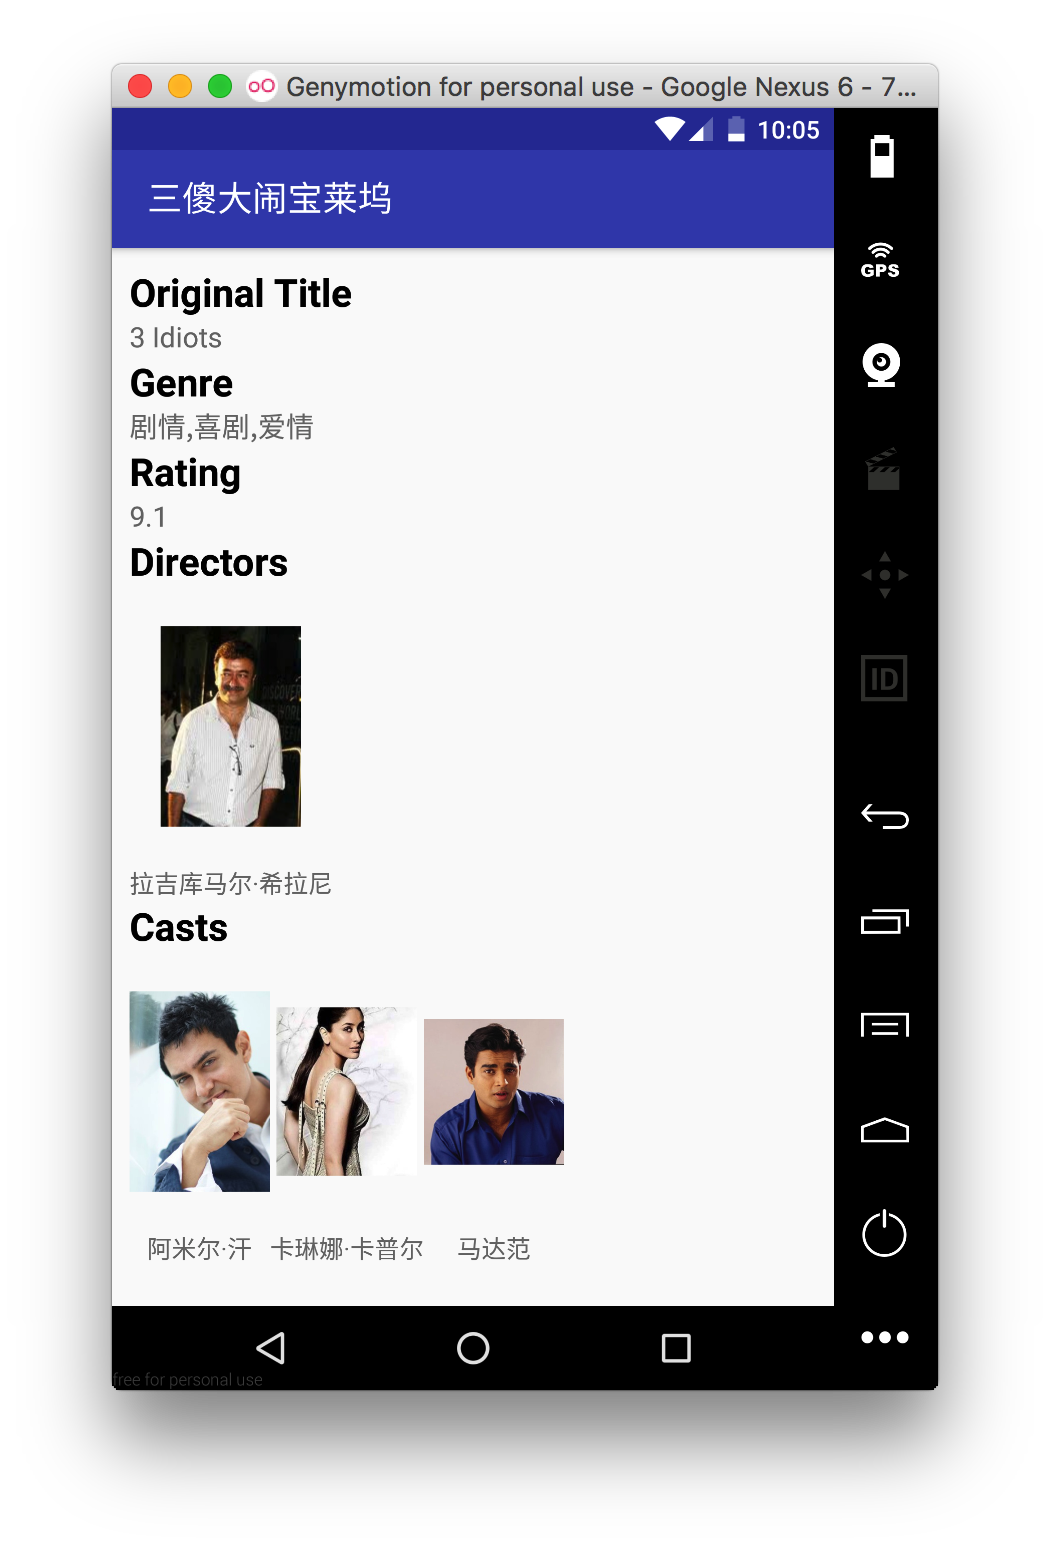 Genymotion for personal use - Google Nexus 6 - 7...
10:05
三傻大闹宝莱坞
GPS
Original Title
3 Idiots
Genre
剧情,喜剧,爱情
Rating
9.1
Directors
ID
拉吉库马尔·希拉尼
Casts
阿米尔·汗 卡琳娜·卡普尔 马达范
free for personal use